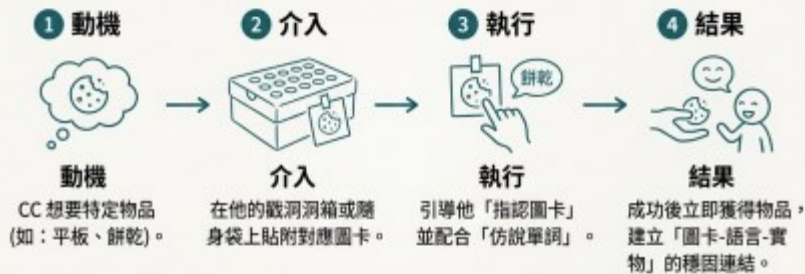 1 動機
2 介入
3 執行
4 結果
餅乾
動機
CC 想要特定物品
(如：平板、餅乾)。
介入
在他的戳洞洞箱或隨
身袋上貼附對應圖卡。
執行
引導他「指認圖卡」
並配合「仿說單詞」。
結果
成功後立即獲得物品，
建立「圖卡-語言-實
物」的穩固連結。